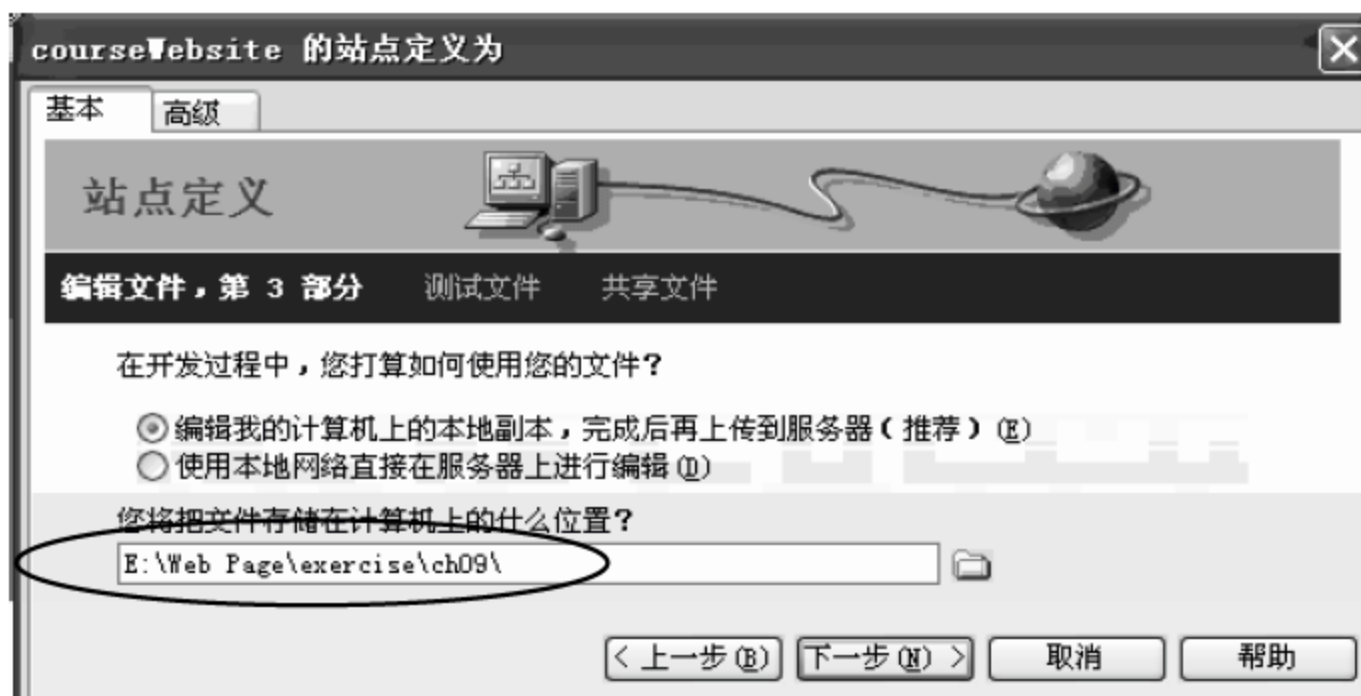 courseWebsite 的站点定义为
基本 高级
站点定义
编辑文件，第 3 部分 测试文件 共享文件
在开发过程中，您打算如何使用您的文件？
编辑我的计算机上的本地副本，完成后再上传到服务器（推荐）(E)
使用本地网络直接在服务器上进行编辑(D)
您将把文件存储在计算机上的什么位置？
E:\Web Page\exercise\ch09\
< 上一步(B) 下一步(N) > 取消 帮助